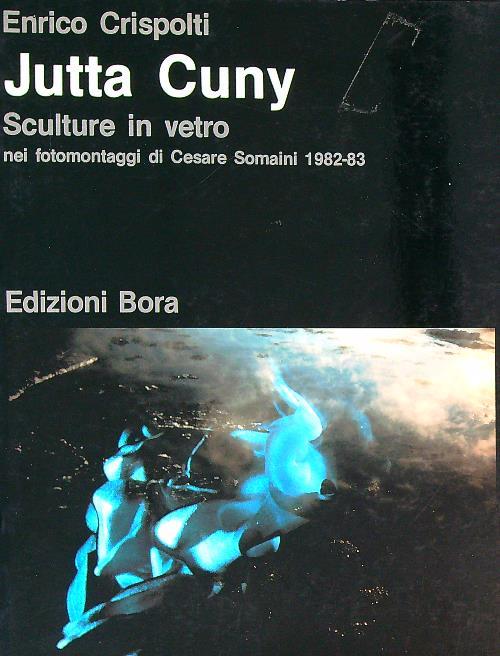 Enrico Crispolti
Jutta Cuny
Sculture in vetro
nei fotomontaggi di Cesare Somaini 1982-83
Edizioni Bora